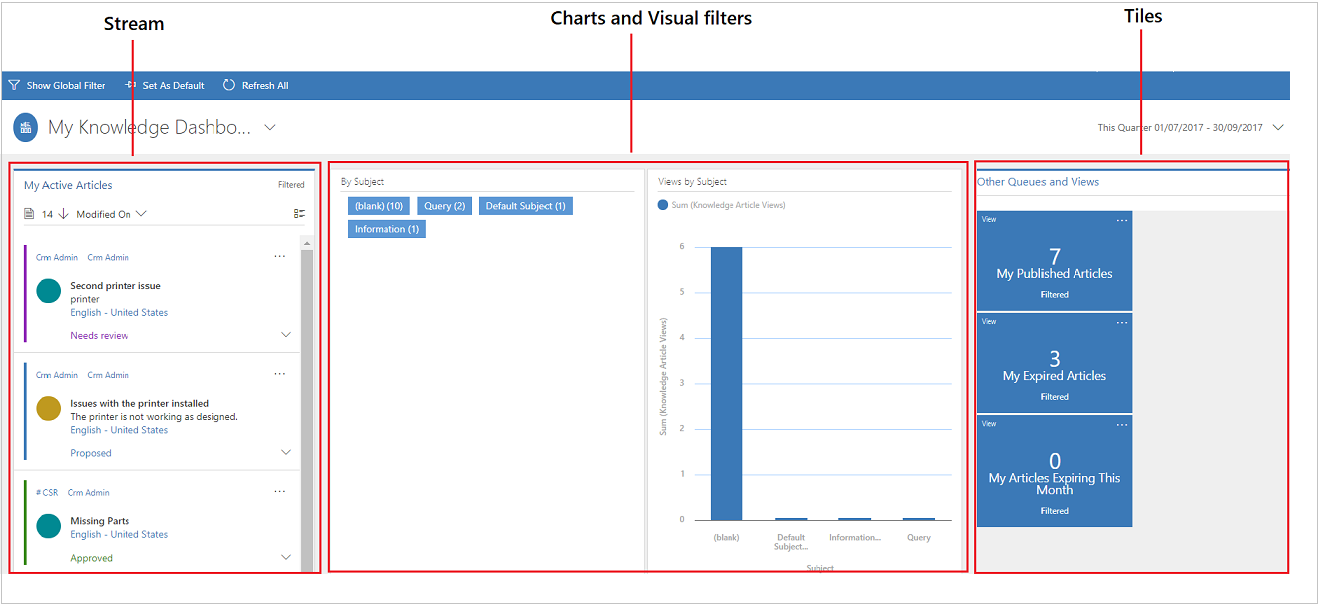 Stream
Charts and Visual filters
Tiles
Show Global Filter
Set As Default
Refresh All
My Knowledge Dashbo...
This Quarter 01/07/2017 - 30/09/2017
My Active Articles
Filtered
14
Modified On
Crm Admin Crm Admin
...
Second printer issue
printer
English - United States
Needs review
Crm Admin Crm Admin
...
Issues with the printer installed
The printer is not working as designed.
English - United States
Proposed
# CSR Crm Admin
...
Missing Parts
English - United States
Approved
By Subject
(blank) (10)
Query (2)
Default Subject (1)
Information (1)
Views by Subject
Sum (Knowledge Article Views)
Sum (Knowledge Article Views)
6
5
4
3
2
1
0
(blank)
Default
Subject...
Information...
Query
Subject
Other Queues and Views
View
...
7
My Published Articles
Filtered
View
...
3
My Expired Articles
Filtered
View
...
0
My Articles Expiring This
Month
Filtered